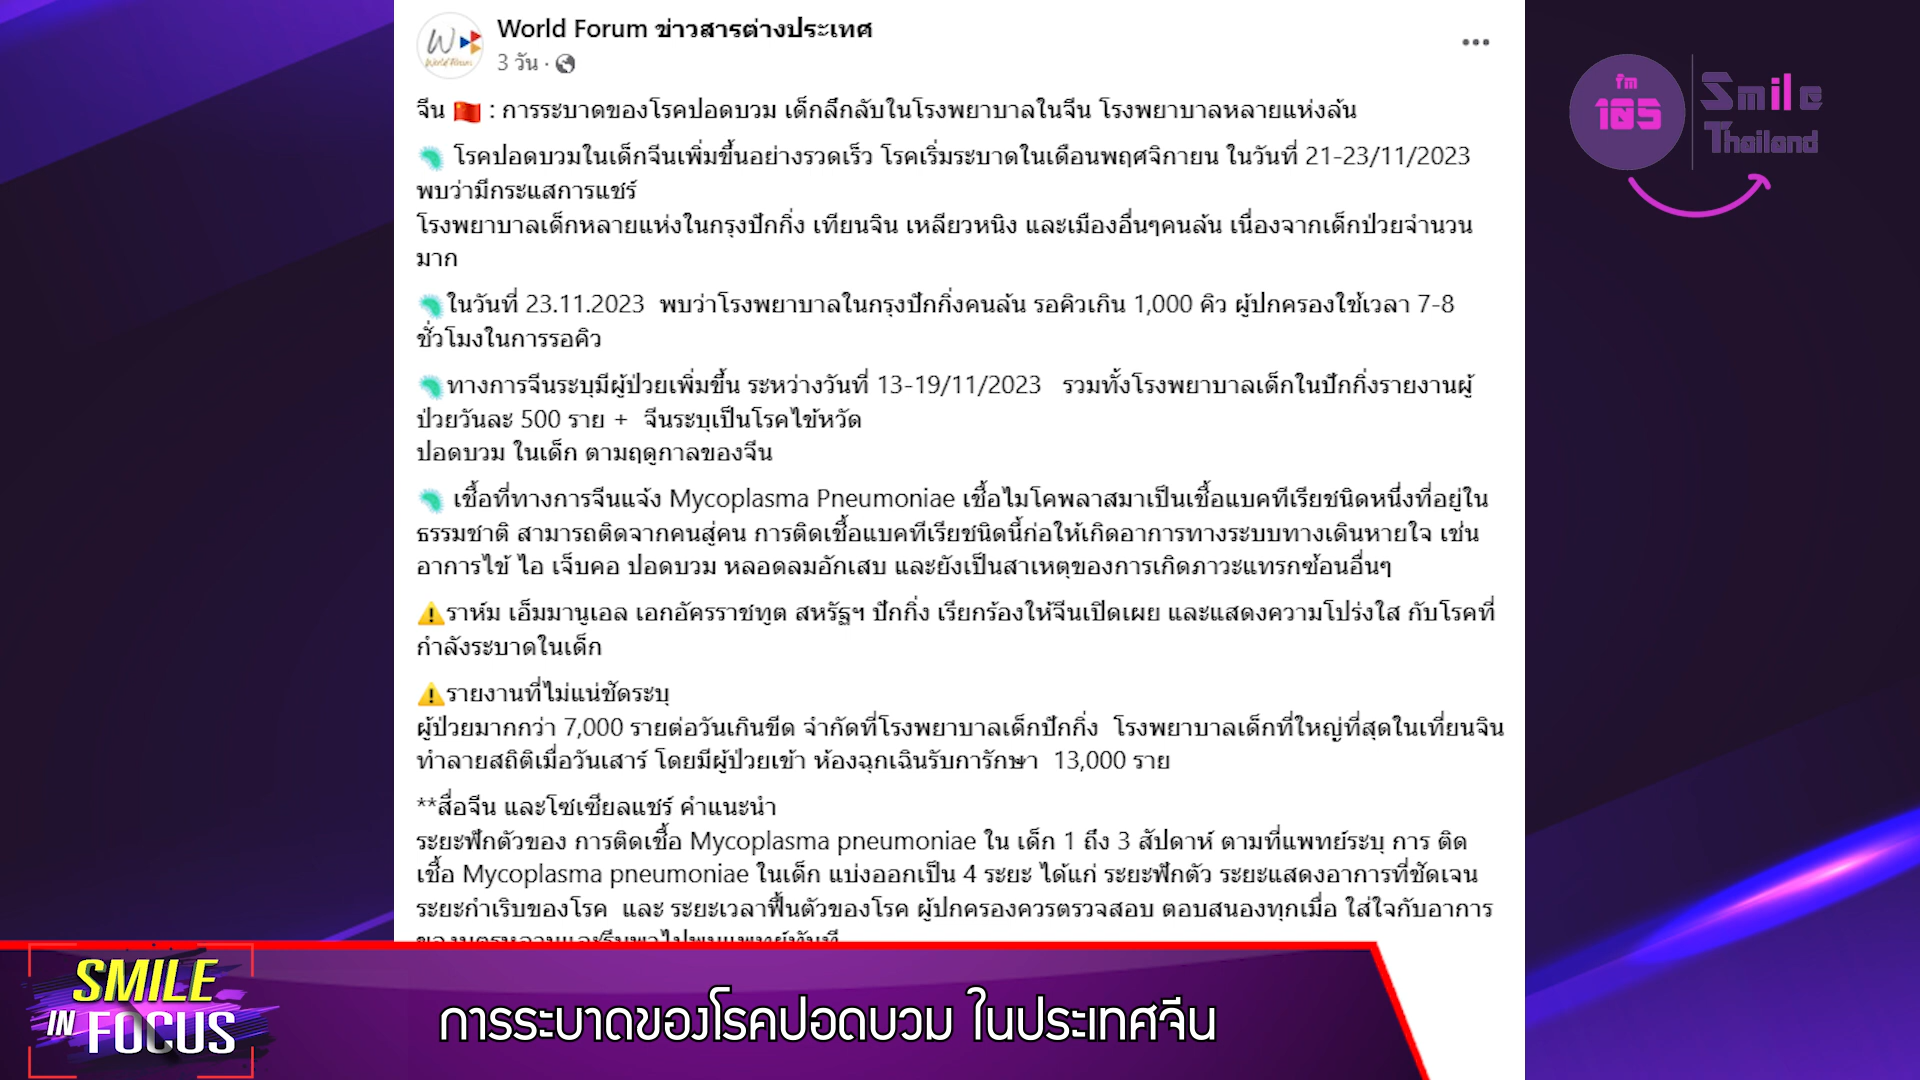 World Forum ข่าวสารต่างประเทศ
3 วัน ·
จีน 🇨🇳 : การระบาดของโรคปอดบวม เด็กลึกลับในโรงพยาบาลในจีน โรงพยาบาลหลายแห่งล้น
🦠 โรคปอดบวมในเด็กจีนเพิ่มขึ้นอย่างรวดเร็ว โรคเริ่มระบาดในเดือนพฤศจิกายน ในวันที่ 21-23/11/2023
พบว่ามีกระแสการแชร์
โรงพยาบาลเด็กหลายแห่งในกรุงปักกิ่ง เทียนจิน เหลียวหนิง และเมืองอื่นๆคนล้น เนื่องจากเด็กป่วยจำนวน
มาก
🦠ในวันที่ 23.11.2023 พบว่าโรงพยาบาลในกรุงปักกิ่งคนล้น รอคิวเกิน 1,000 คิว ผู้ปกครองใช้เวลา 7-8
ชั่วโมงในการรอคิว
🦠ทางการจีนระบุมีผู้ป่วยเพิ่มขึ้น ระหว่างวันที่ 13-19/11/2023 รวมทั้งโรงพยาบาลเด็กในปักกิ่งรายงานผู้
ป่วยวันละ 500 ราย + จีนระบุเป็นโรคไข้หวัด
ปอดบวม ในเด็ก ตามฤดูกาลของจีน
🦠 เชื้อที่ทางการจีนแจ้ง Mycoplasma Pneumoniae เชื้อไมโคพลาสมาเป็นเชื้อแบคทีเรียชนิดหนึ่งที่อยู่ใน
ธรรมชาติ สามารถติดจากคนสู่คน การติดเชื้อแบคทีเรียชนิดนี้ก่อให้เกิดอาการทางระบบทางเดินหายใจ เช่น
อาการไข้ ไอ เจ็บคอ ปอดบวม หลอดลมอักเสบ และยังเป็นสาเหตุของการเกิดภาวะแทรกซ้อนอื่นๆ
⚠️ราห์ม เอ็มมานูเอล เอกอัครราชทูต สหรัฐฯ ปักกิ่ง เรียกร้องให้จีนเปิดเผย และแสดงความโปร่งใส กับโรคที่
กำลังระบาดในเด็ก
⚠️รายงานที่ไม่แน่ชัดระบุ
ผู้ป่วยมากกว่า 7,000 รายต่อวันเกินขีด จำกัดที่โรงพยาบาลเด็กปักกิ่ง โรงพยาบาลเด็กที่ใหญ่ที่สุดในเที่ยนจิน
ทำลายสถิติเมื่อวันเสาร์ โดยมีผู้ป่วยเข้า ห้องฉุกเฉินรับการักษา 13,000 ราย
**สื่อจีน และโซเซียลแชร์ คำแนะนำ
ระยะฟักตัวของ การติดเชื้อ Mycoplasma pneumoniae ใน เด็ก 1 ถึง 3 สัปดาห์ ตามที่แพทย์ระบุ การ ติด
เชื้อ Mycoplasma pneumoniae ในเด็ก แบ่งออกเป็น 4 ระยะ ได้แก่ ระยะฟักตัว ระยะแสดงอาการที่ชัดเจน
ระยะกำเริบของโรค และ ระยะเวลาฟื้นตัวของโรค ผู้ปกครองควรตรวจสอบ ตอบสนองทุกเมื่อ ใส่ใจกับอาการ
ของบุตรหลานและรีบพาไปพบแพทย์ทันที
fm
105
Smile
Thailand
SMILE
IN FOCUS
การระบาดของโรคปอดบวม ในประเทศจีน